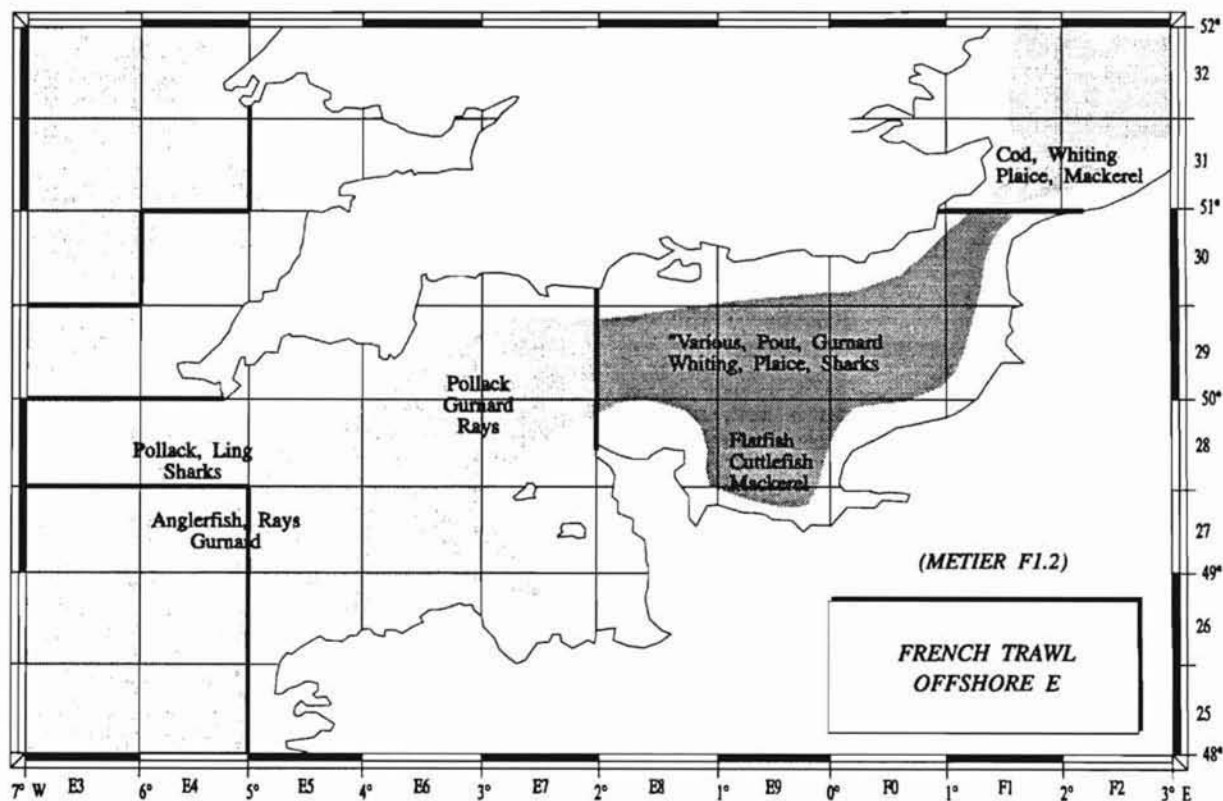 52°
32
Cod, Whiting
Plaice, Mackerel
31
51°
30
"Various, Pout, Gurnard
Whiting, Plaice, Sharks
29
Pollack
Gurnard
Rays
50°
Pollack, Ling
Sharks
Flatfish
Cuttlefish
Mackerel
28
Anglerfish, Rays
Gurnard
27
(METIER F1.2)
49°
26
FRENCH TRAWL
OFFSHORE E
25
48°
7° W E3 6° E4 5° E5 4° E6 3° E7 2° E8 1° E9 0° F0 1° F1 2° F2 3° E